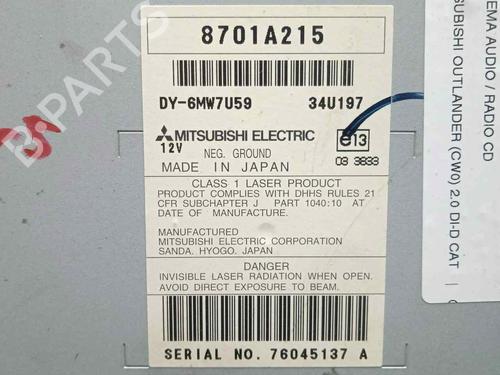 8701A215
DY-6MW7U59 34U197
MITSUBISHI ELECTRIC
12V NEG. GROUND
MADE IN JAPAN
e13
03 3833
CLASS 1 LASER PRODUCT
PRODUCT COMPLIES WITH DHHS RULES 21
CFR SUBCHAPTER J PART 1040:10 AT
DATE OF MANUFACTURE.
MANUFACTURED
MITSUBISHI ELECTRIC CORPORATION
SANDA. HYOGO. JAPAN
DANGER
INVISIBLE LASER RADIATION WHEN OPEN.
AVOID DIRECT EXPOSURE TO BEAM.
SERIAL NO. 76045137 A
EMA AUDIO / RADIO CD
UBISHI OUTLANDER (CW0) 2.0 DI-D CAT
B-PARTS